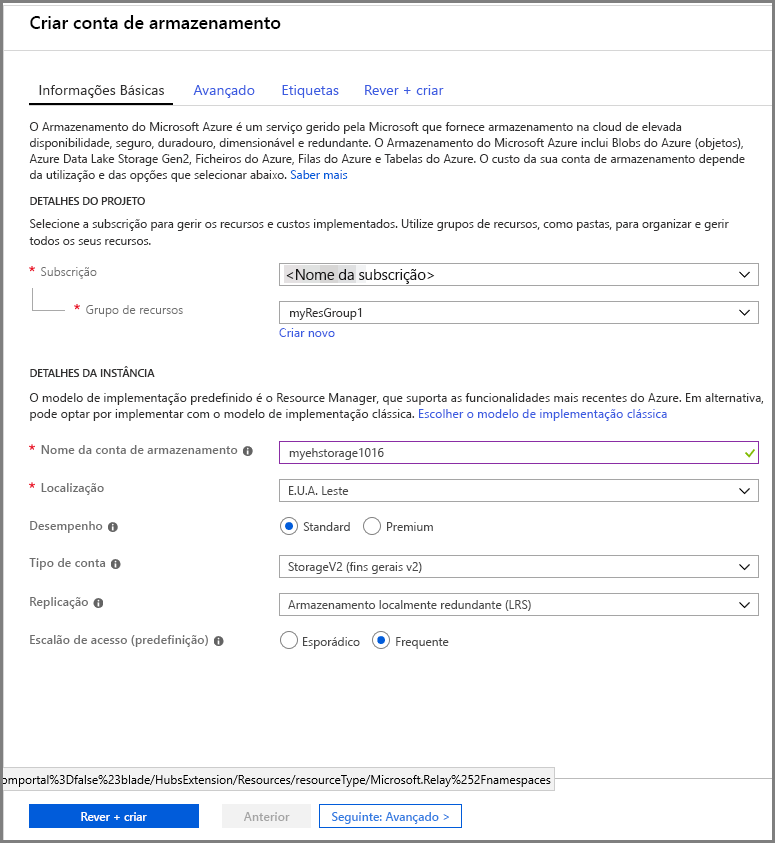 Criar conta de armazenamento
Informações Básicas Avançado Etiquetas Rever + criar
O Armazenamento do Microsoft Azure é um serviço gerido pela Microsoft que fornece armazenamento na cloud de elevada
disponibilidade, seguro, duradouro, dimensionável e redundante. O Armazenamento do Microsoft Azure inclui Blobs do Azure (objetos),
Azure Data Lake Storage Gen2, Ficheiros do Azure, Filas do Azure e Tabelas do Azure. O custo da sua conta de armazenamento depende
da utilização e das opções que selecionar abaixo. Saber mais
DETALHES DO PROJETO
Selecione a subscrição para gerir os recursos e custos implementados. Utilize grupos de recursos, como pastas, para organizar e gerir
todos os seus recursos.
* Subscrição <Nome da subscrição>
* Grupo de recursos myResGroup1
Criar novo
DETALHES DA INSTÂNCIA
O modelo de implementação predefinido é o Resource Manager, que suporta as funcionalidades mais recentes do Azure. Em alternativa,
pode optar por implementar com o modelo de implementação clássica. Escolher o modelo de implementação clássica
* Nome da conta de armazenamento myehstorage1016
* Localização E.U.A. Leste
Desempenho Standard Premium
Tipo de conta StorageV2 (fins gerais v2)
Replicação Armazenamento localmente redundante (LRS)
Escalão de acesso (predefinição) Esporádico Frequente
omportal%3Dfalse%23blade/HubsExtension/Resources/resourceType/Microsoft.Relay%252Fnamespaces
Rever + criar Anterior Seguinte: Avançado >